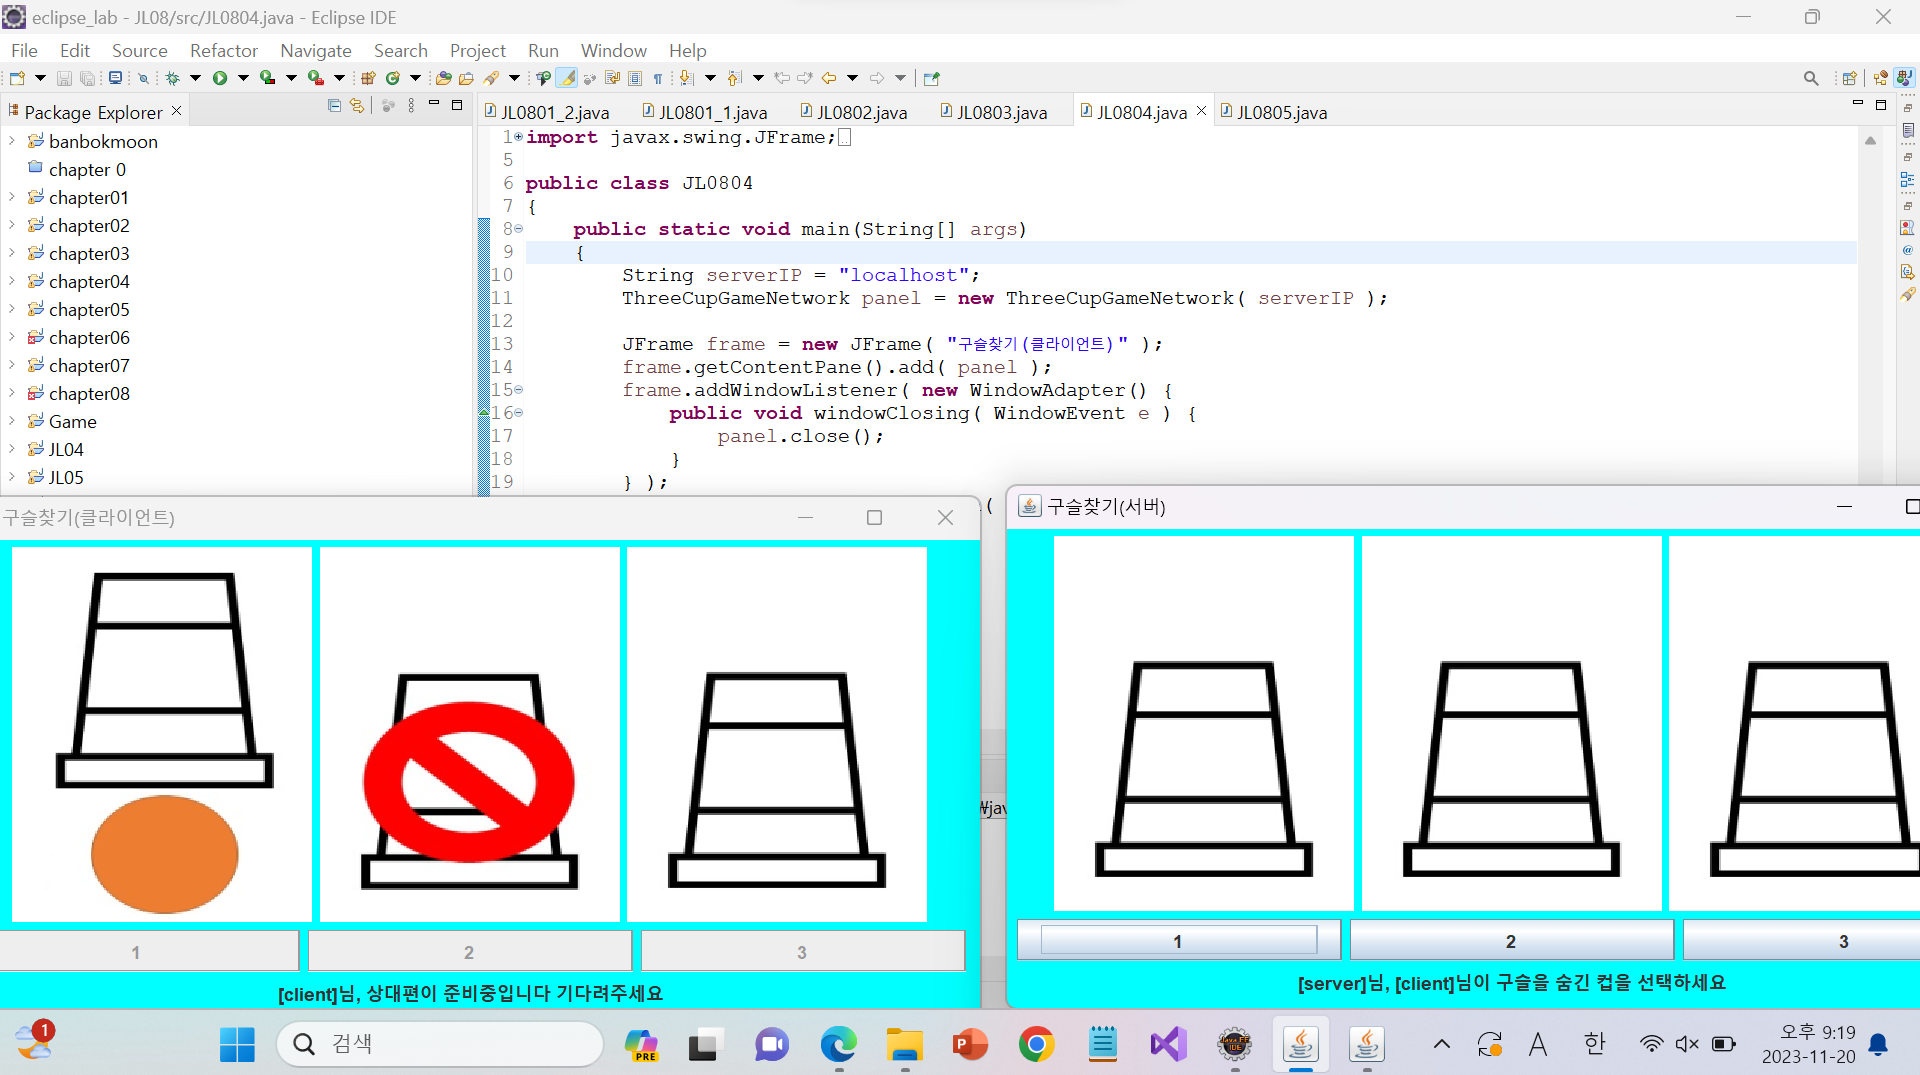 eclipse_lab - JL08/src/JL0804.java - Eclipse IDE
File Edit Source Refactor Navigate Search Project Run Window Help
Package Explorer
banbokmoon
chapter 0
chapter01
chapter02
chapter03
chapter04
chapter05
chapter06
chapter07
chapter08
Game
JL04
JL05
JL0801_2.java JL0801_1.java JL0802.java JL0803.java JL0804.java JL0805.java
1 import javax.swing.JFrame;
5
6 public class JL0804
7 {
8 public static void main(String[] args)
9 {
10 String serverIP = "localhost";
11 ThreeCupGameNetwork panel = new ThreeCupGameNetwork( serverIP );
12
13 JFrame frame = new JFrame( "구슬찾기(클라이언트)" );
14 frame.getContentPane().add( panel );
15 frame.addWindowListener( new WindowAdapter() {
16 public void windowClosing( WindowEvent e ) {
17 panel.close();
18 }
19 } );
(
₩jav
구슬찾기(클라이언트)
1 2 3
[client]님, 상대편이 준비중입니다 기다려주세요
구슬찾기(서버)
1 2 3
[server]님, [client]님이 구슬을 숨긴 컵을 선택하세요
1
검색
PRE
P
Java EE
IDE
A
한
오후 9:19
2023-11-20